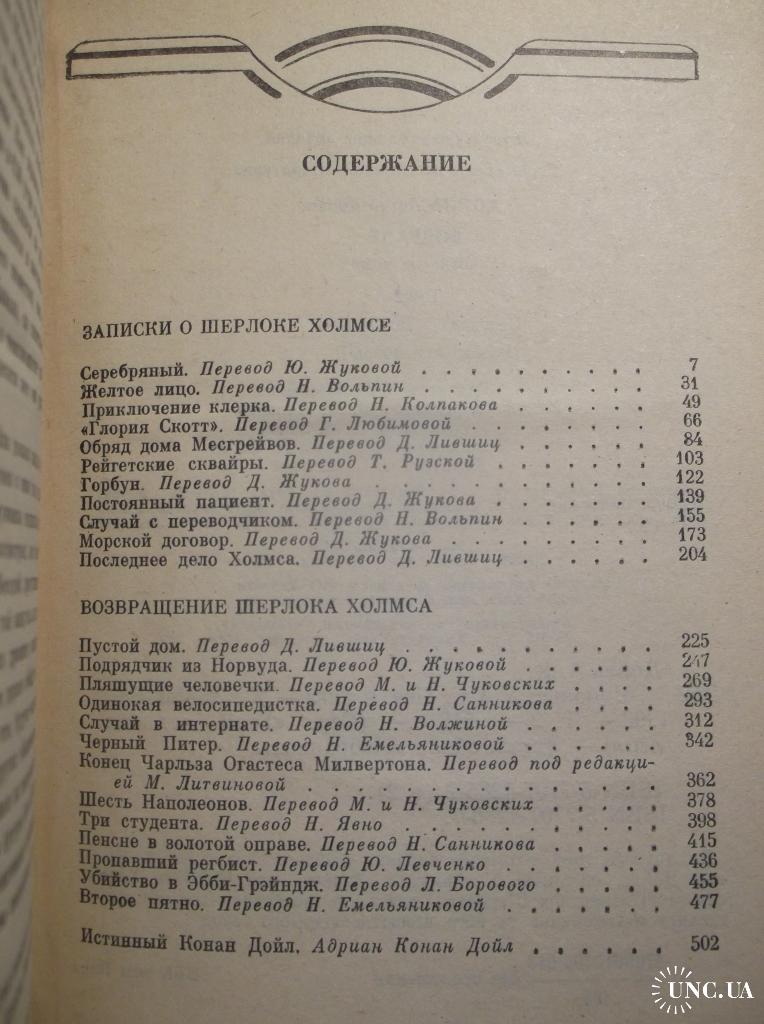 СОДЕРЖАНИЕ
ЗАПИСКИ О ШЕРЛОКЕ ХОЛМСЕ
Серебряный. Перевод Ю. Жуковой . . . . . . . . . . 7
Желтое лицо. Перевод Н. Вольпин . . . . . . . . . . 31
Приключение клерка. Перевод Н. Колпакова . . . . . . 49
«Глория Скотт». Перевод Г. Любимовой . . . . . . . . 66
Обряд дома Месгрейвов. Перевод Д. Лившиц . . . . . . 84
Рейгетские сквайры. Перевод Т. Рузской . . . . . . . 103
Горбун. Перевод Д. Жукова . . . . . . . . . . . 122
Постоянный пациент. Перевод Д. Жукова . . . . . . . 139
Случай с переводчиком. Перевод Н. Вольпин . . . . . . 155
Морской договор. Перевод Д. Жукова . . . . . . . . . 173
Последнее дело Холмса. Перевод Д. Лившиц . . . . . . 204
ВОЗВРАЩЕНИЕ ШЕРЛОКА ХОЛМСА
Пустой дом. Перевод Д. Лившиц . . . . . . . . . . 225
Подрядчик из Норвуда. Перевод Ю. Жуковой . . . . . . 247
Пляшущие человечки. Перевод М. и Н. Чуковских . . . . 269
Одинокая велосипедистка. Перевод Н. Санникова . . . . 293
Случай в интернате. Перевод Н. Волжиной . . . . . . 312
Черный Питер. Перевод Н. Емельяниковой . . . . . . 342
Конец Чарльза Огастеса Милвертона. Перевод под редакци-
ей М. Литвиновой . . . . . . . . . . . . . . 362
Шесть Наполеонов. Перевод М. и Н. Чуковских . . . . . 378
Три студента. Перевод Н. Явно . . . . . . . . . . 398
Пенсне в золотой оправе. Перевод Н. Санникова . . . . . 415
Пропавший регбист. Перевод Ю. Левченко . . . . . . . 436
Убийство в Эбби-Грэйндж. Перевод Л. Борового . . . . . 455
Второе пятно. Перевод Н. Емельяниковой . . . . . . . 477
Истинный Конан Дойл. Адриан Конан Дойл . . . . . . 502
UNC.UA